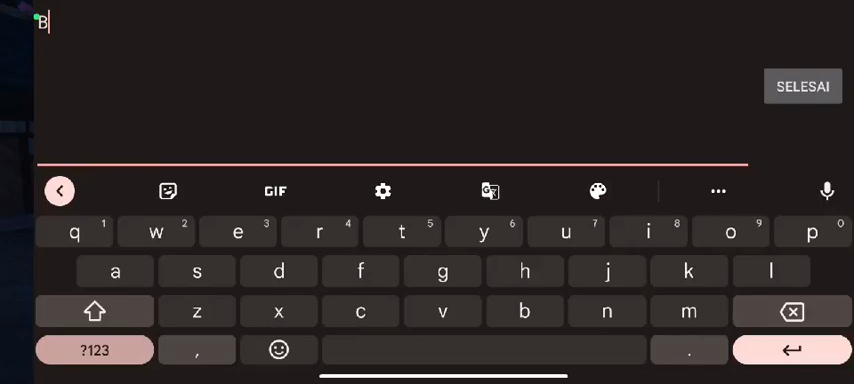 B
SELESAI
GIF
q 1 w 2 e 3 r 4 t 5 y 6 u 7 i 8 o 9 p 0
a s d f g h j k l
z x c v b n m
?123 , .